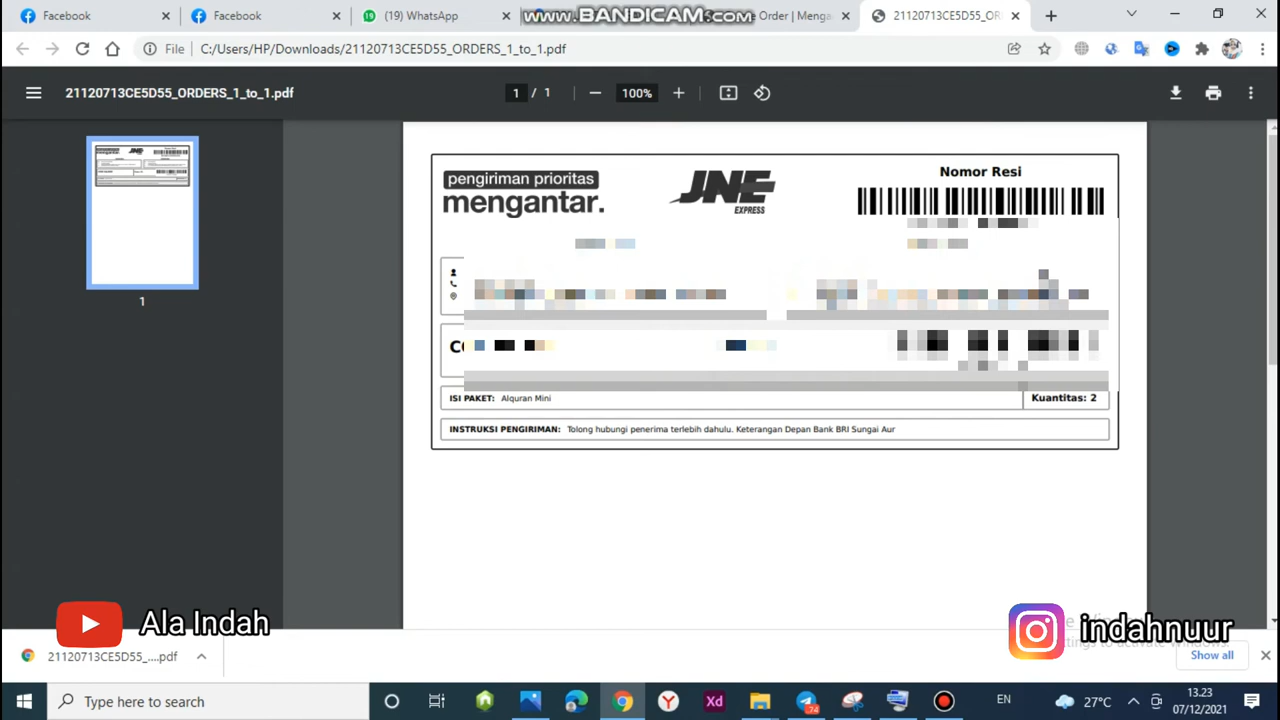 Facebook
Facebook
(19) WhatsApp
WWW.BANDICAM.COM
Order | Menga
21120713CE5D55_OR
File
C:/Users/HP/Downloads/21120713CE5D55_ORDERS_1_to_1.pdf
21120713CE5D55_ORDERS_1_to_1.pdf
1 / 1
100%
1
pengiriman prioritas
mengantar.
JNE
EXPRESS
Nomor Resi
ISI PAKET: Alquran Mini
Kuantitas: 2
INSTRUKSI PENGIRIMAN: Tolong hubungi penerima terlebih dahulu. Keterangan Depan Bank BRI Sungai Aur
Ala Indah
indahnuur
21120713CE5D55_....pdf
Show all
Type here to search
Xd
74
EN
27°C
13.23
07/12/2021